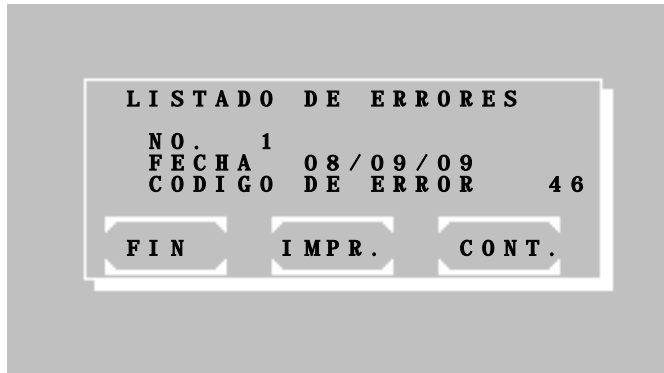 LISTADO DE ERRORES
NO. 1
FECHA 08/09/09
CODIGO DE ERROR 46
FIN IMPR. CONT.